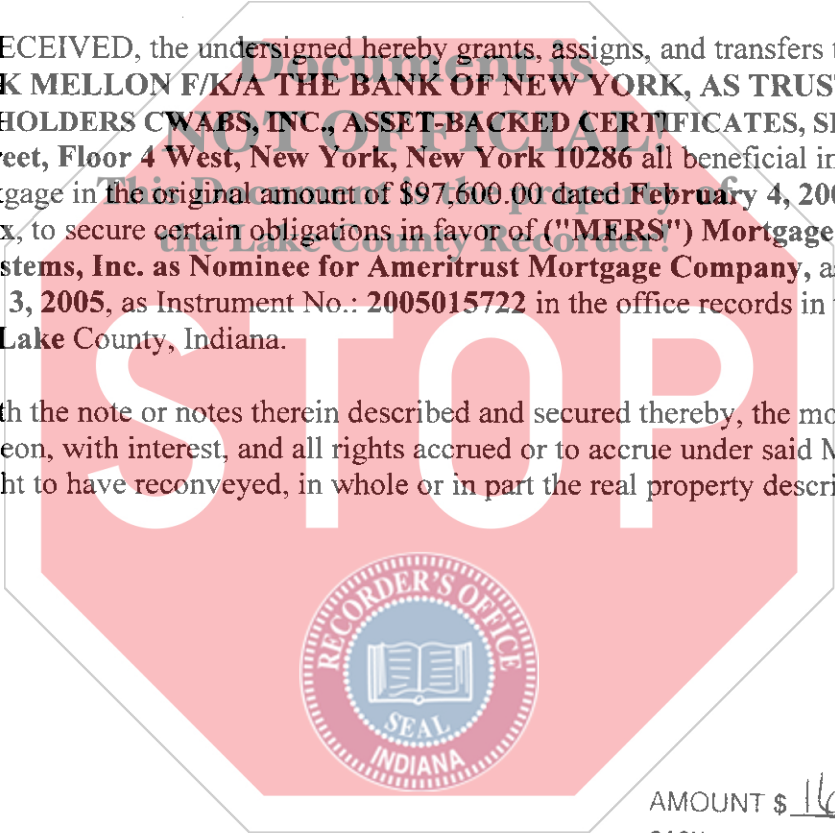 ECEIVED, the undersigned hereby grants, assigns, and transfers
Document is
K MELLON F/K/A THE BANK OF NEW YORK, AS TRUS
NOT OFFICIAL!
HOLDERS CWABS, INC., ASSET-BACKED CERTIFICATES,
reet, Floor 4 West, New York, New York 10286 all beneficial in
This Document is the property of
gage in the original amount of $97,600.00 dated February 4, 200
the Lake County Recorder!
x, to secure certain obligations in favor of ("MERS") Mortgage
stems, Inc. as Nominee for Ameritrust Mortgage Company,
3, 2005, as Instrument No.: 2005015722 in the office records in
Lake County, Indiana.
STOP
th the note or notes therein described and secured thereby, the mo
eon, with interest, and all rights accrued or to accrue under said
ht to have reconveyed, in whole or in part the real property descri
RECORDER'S OFFICE
SEAL
INDIANA
AMOUNT $